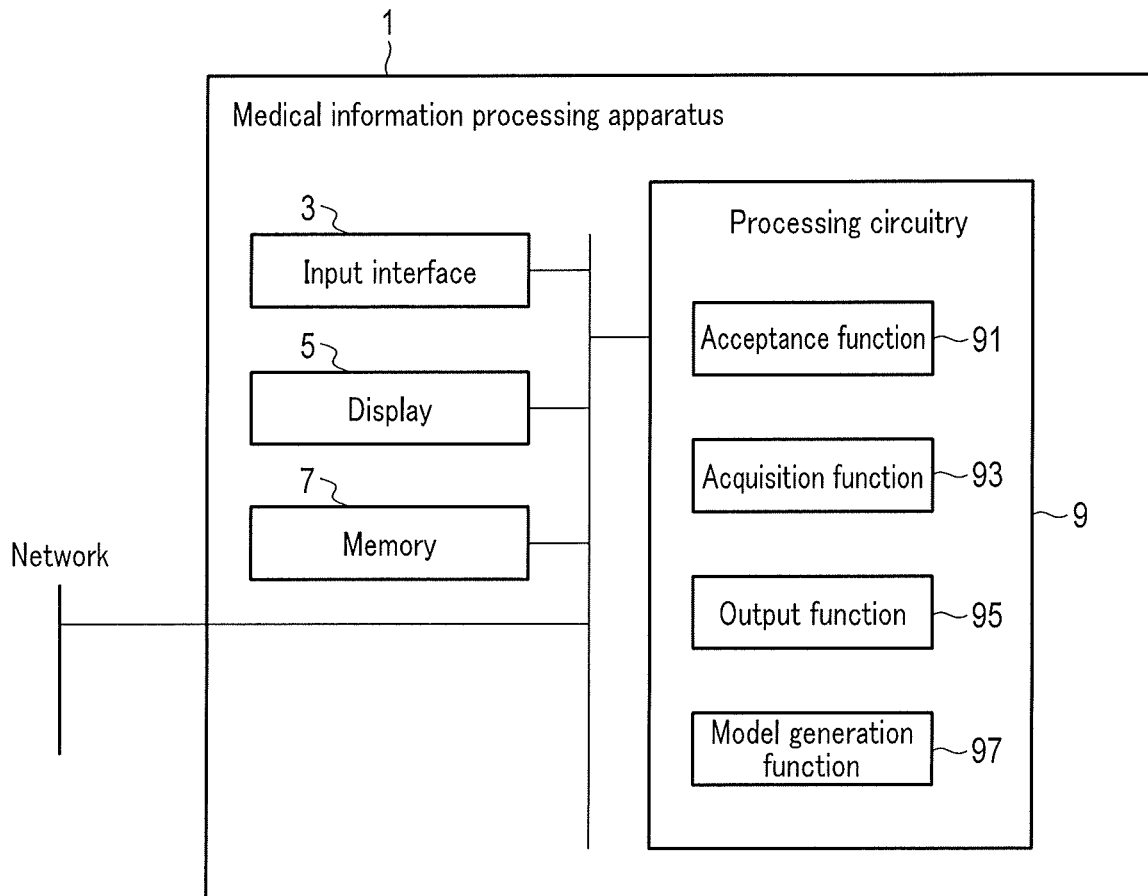 1
Medical information processing apparatus
3
Input interface
5
Display
7
Memory
Network
Processing circuitry
Acceptance function
91
Acquisition function
93
9
Output function
95
Model generation
function
97